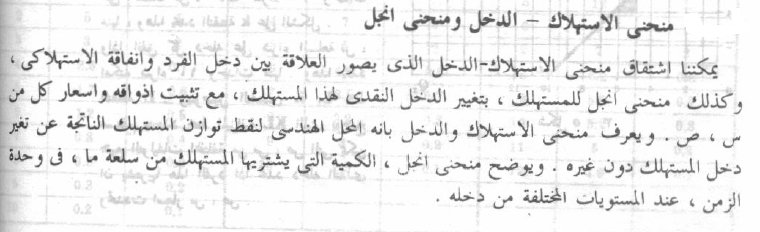 منحنى الاستهلاك – الدخل ومنحنى انجل
يمكننا اشتقاق منحنى الاستهلاك-الدخل الذى يصور العلاقة بين دخل الفرد وانفاقة الاستهلاكى ،
وكذلك منحنى انجل للمستهلك ، بتغيير الدخل النقدى لهذا المستهلك ، مع تثبيت اذواقه واسعار كل من
س ، ص . ويعرف منحنى الاستهلاك والدخل بانه المحل الهندسى لنقط توازن المستهلك الناتجة عن تغير
دخل المستهلك دون غيره . ويوضح منحنى انجل ، الكمية التى يشتريها المستهلك من سلعة ما ، فى وحدة
الزمن ، عند المستويات المختلفة من دخله .